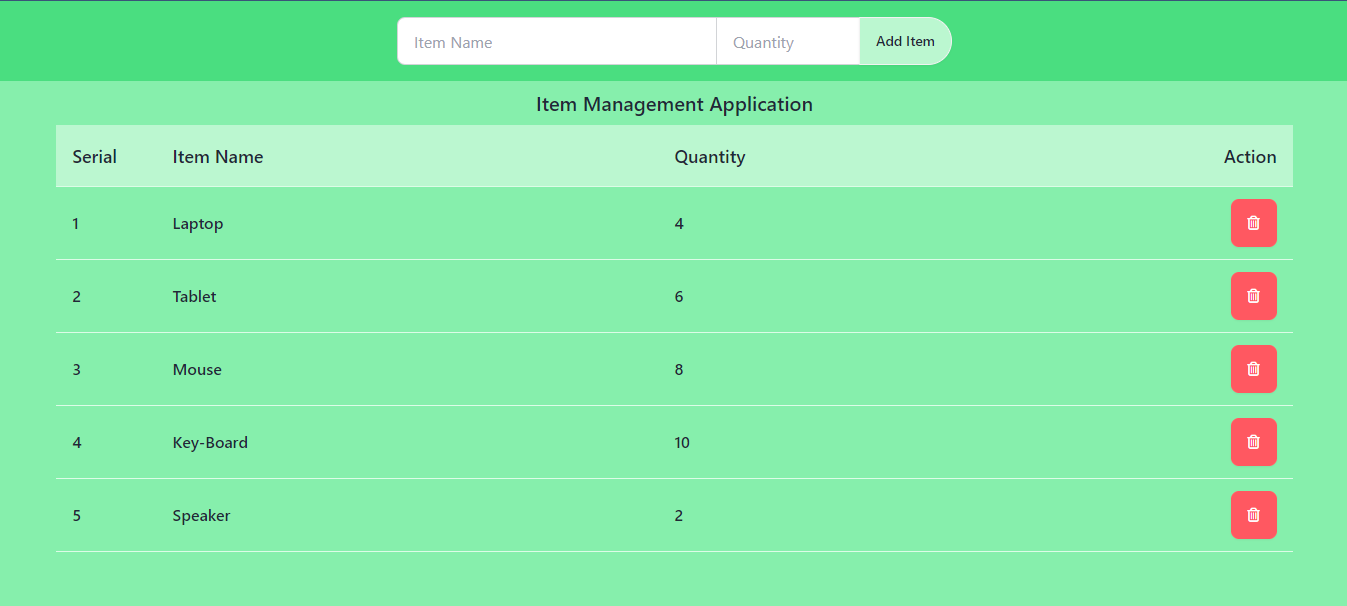 Item Name Quantity Add Item
Item Management Application
Serial Item Name Quantity Action
1 Laptop 4
2 Tablet 6
3 Mouse 8
4 Key-Board 10
5 Speaker 2